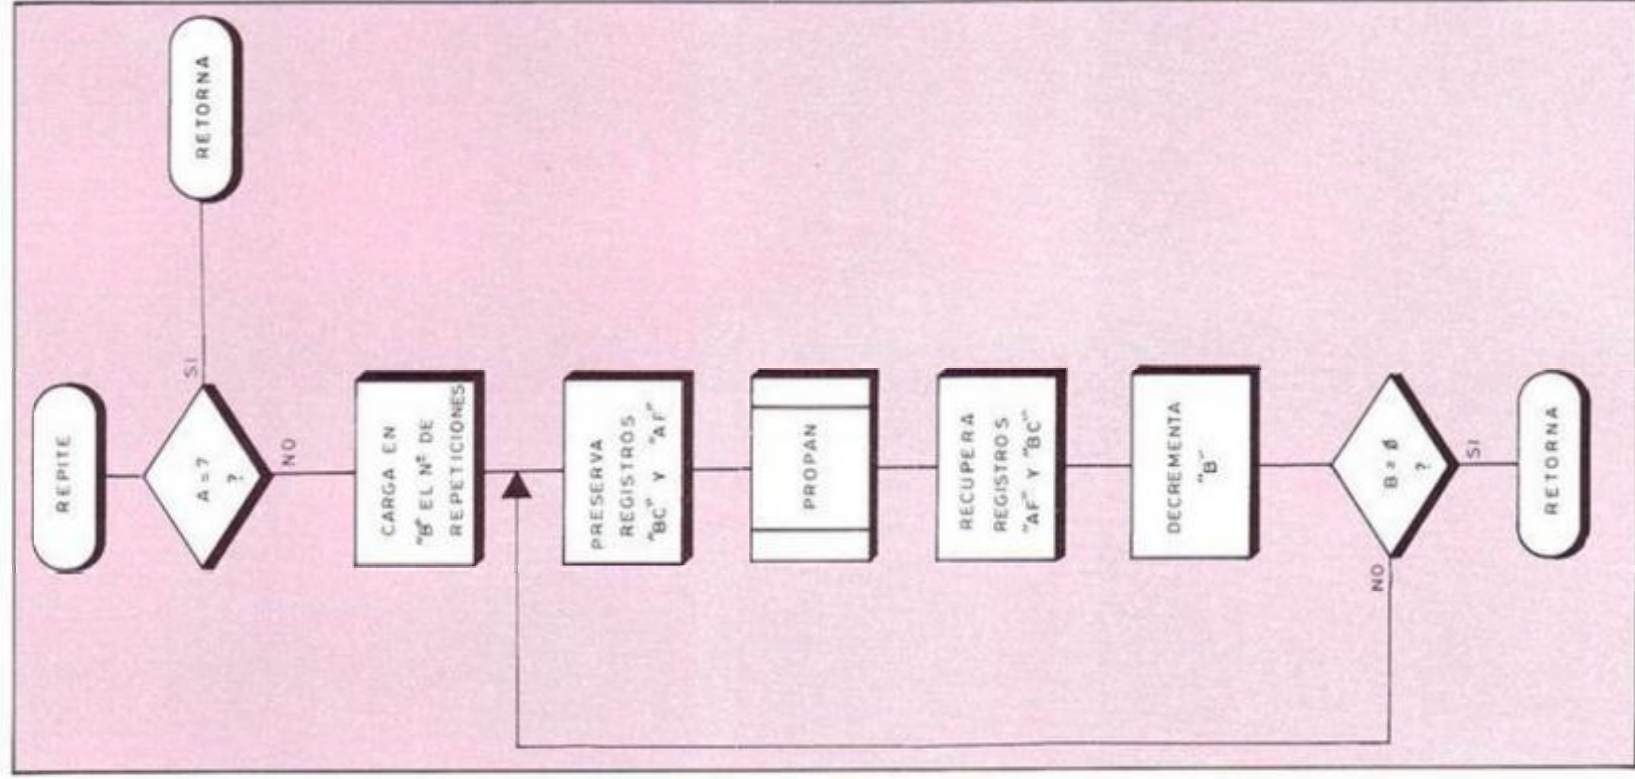 REPITE
A = 7
?
SI
RETORNA
NO
CARGA EN
"B" EL Nº DE
REPETICIONES
PRESERVA
REGISTROS
"BC" Y "AF"
PROPAN
RECUPERA
REGISTROS
"AF" Y "BC"
DECREMENTA
"B"
B = Ø
?
NO
SI
RETORNA